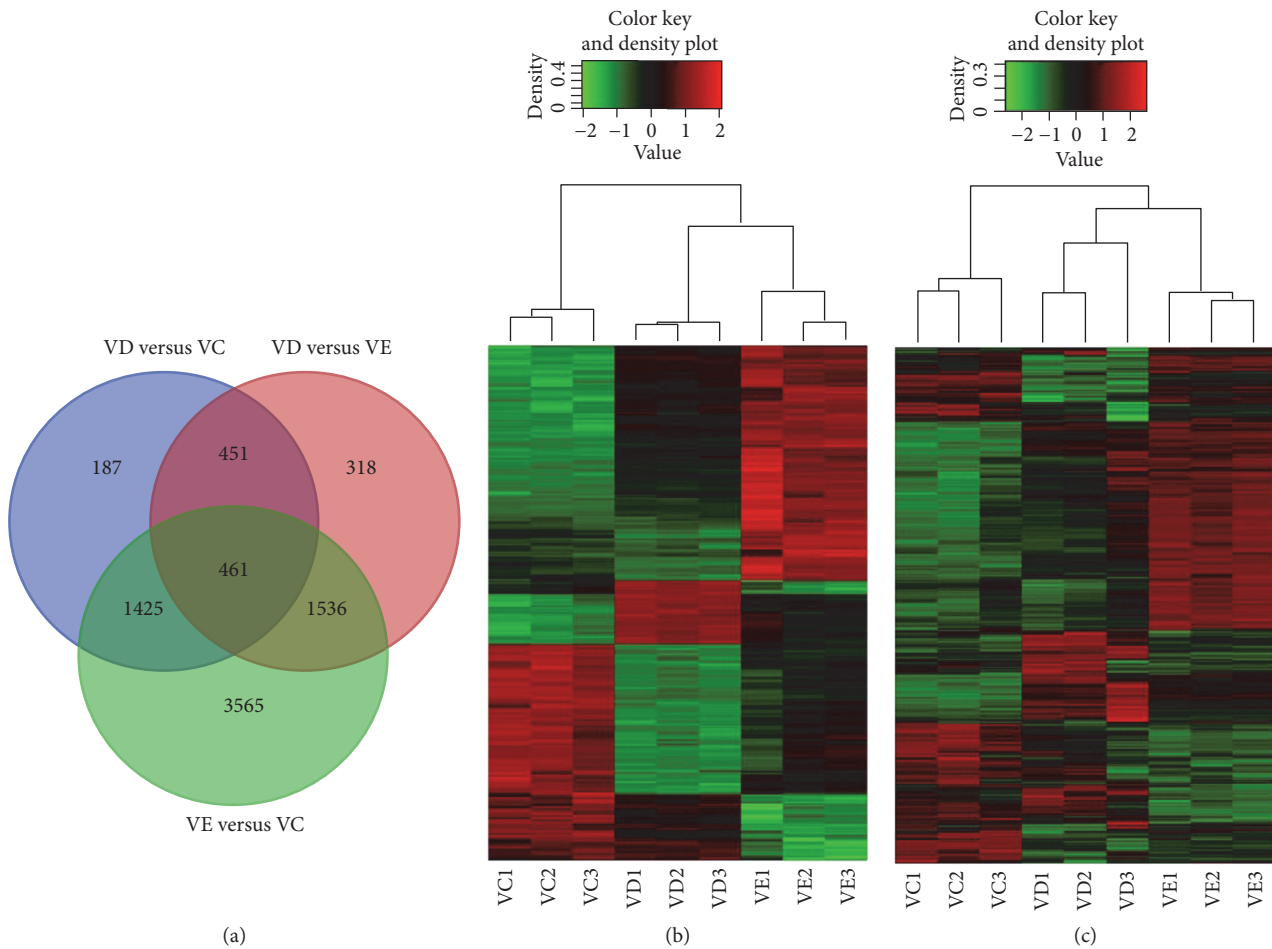 Color key
and density plot
Density
0
0.4
−2 −1 0 1 2
Value
Color key
and density plot
Density
0
0.3
−2 −1 0 1 2
Value
VD versus VC
VD versus VE
187
451
318
461
1425
1536
3565
VE versus VC
VC1 VC2 VC3 VD1 VD2 VD3 VE1 VE2 VE3
VC1 VC2 VC3 VD1 VD2 VD3 VE1 VE2 VE3
(a)
(b)
(c)